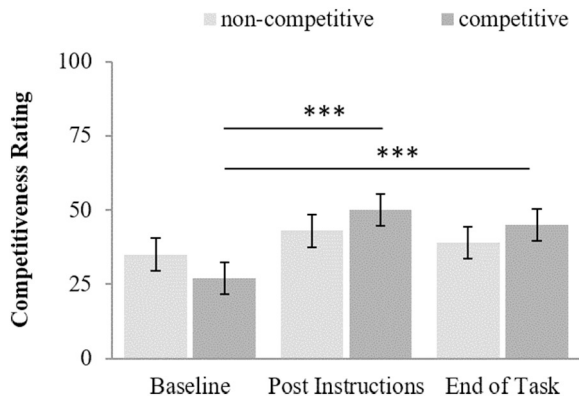 non-competitive competitive
100
***
75
***
50
25
0
Competitiveness Rating
Baseline Post Instructions End of Task